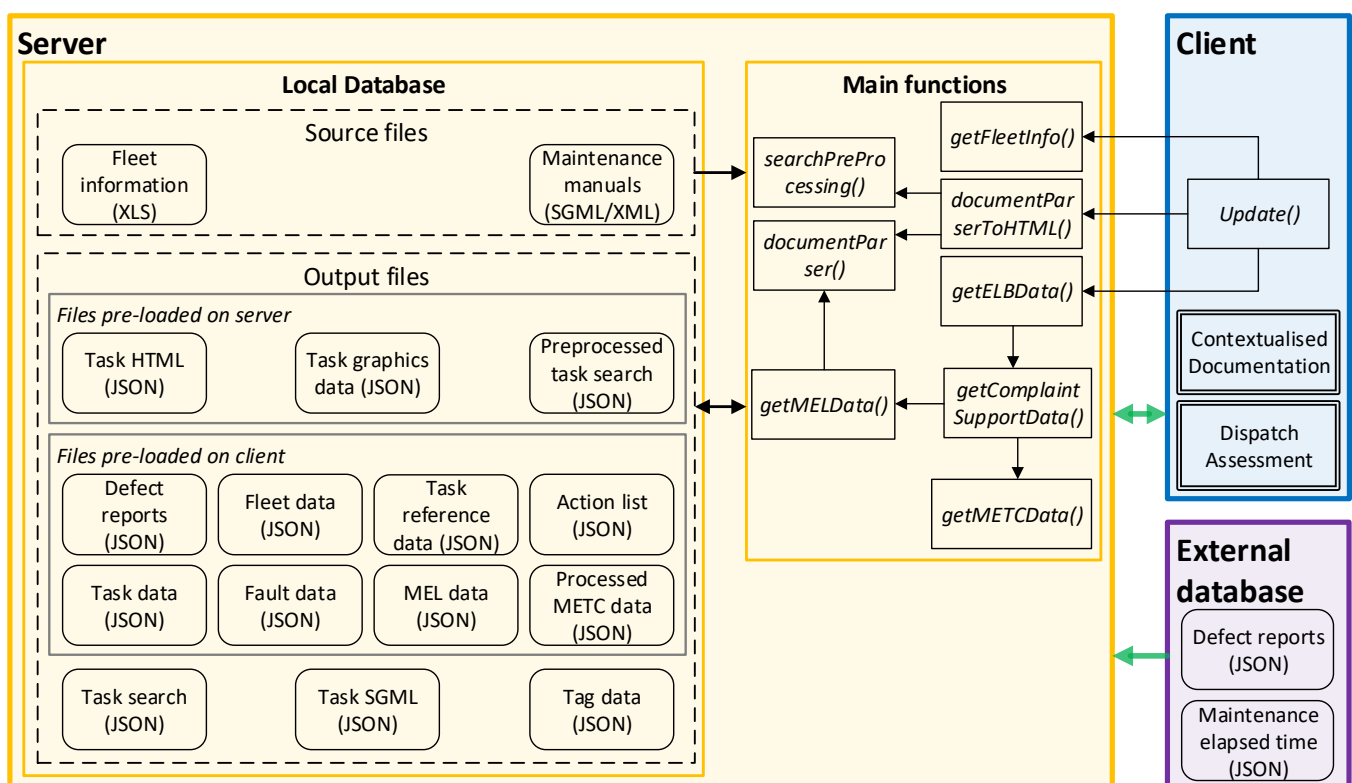 Server
Local Database
Source files
Fleet
information
(XLS)
Maintenance
manuals
(SGML/XML)
Output files
Files pre-loaded on server
Task HTML
(JSON)
Task graphics
data (JSON)
Preprocessed
task search
(JSON)
Files pre-loaded on client
Defect
reports
(JSON)
Fleet data
(JSON)
Task
reference
data (JSON)
Action list
(JSON)
Task data
(JSON)
Fault data
(JSON)
MEL data
(JSON)
Processed
METC data
(JSON)
Task search
(JSON)
Task SGML
(JSON)
Tag data
(JSON)
Main functions
searchPrePro
cessing()
getFleetInfo()
documentPar
serToHTML()
documentPar
ser()
getELBData()
getMELData()
getComplaint
SupportData()
getMETCData()
Client
Update()
Contextualised
Documentation
Dispatch
Assessment
External
database
Defect reports
(JSON)
Maintenance
elapsed time
(JSON)